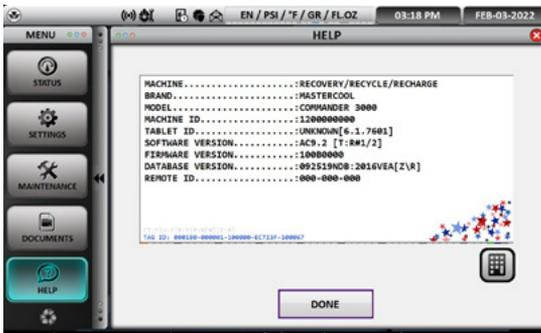 EN / PSI / °F / GR / FL.OZ
03:18 PM
FEB-03-2022
MENU
HELP
STATUS
SETTINGS
MAINTENANCE
DOCUMENTS
HELP
MACHINE.....................:RECOVERY/RECYCLE/RECHARGE
BRAND.......................:MASTERCOOL
MODEL.......................:COMMANDER 3000
MACHINE ID..................:1200000000
TABLET ID...................:UNKNOWN[6.1.7601]
SOFTWARE VERSION............:AC9.2 [T:R#1/2]
FIRMWARE VERSION............:100B0000
DATABASE VERSION............:092519NDB:2016VEA[Z\R]
REMOTE ID...................:000-000-000
DONE